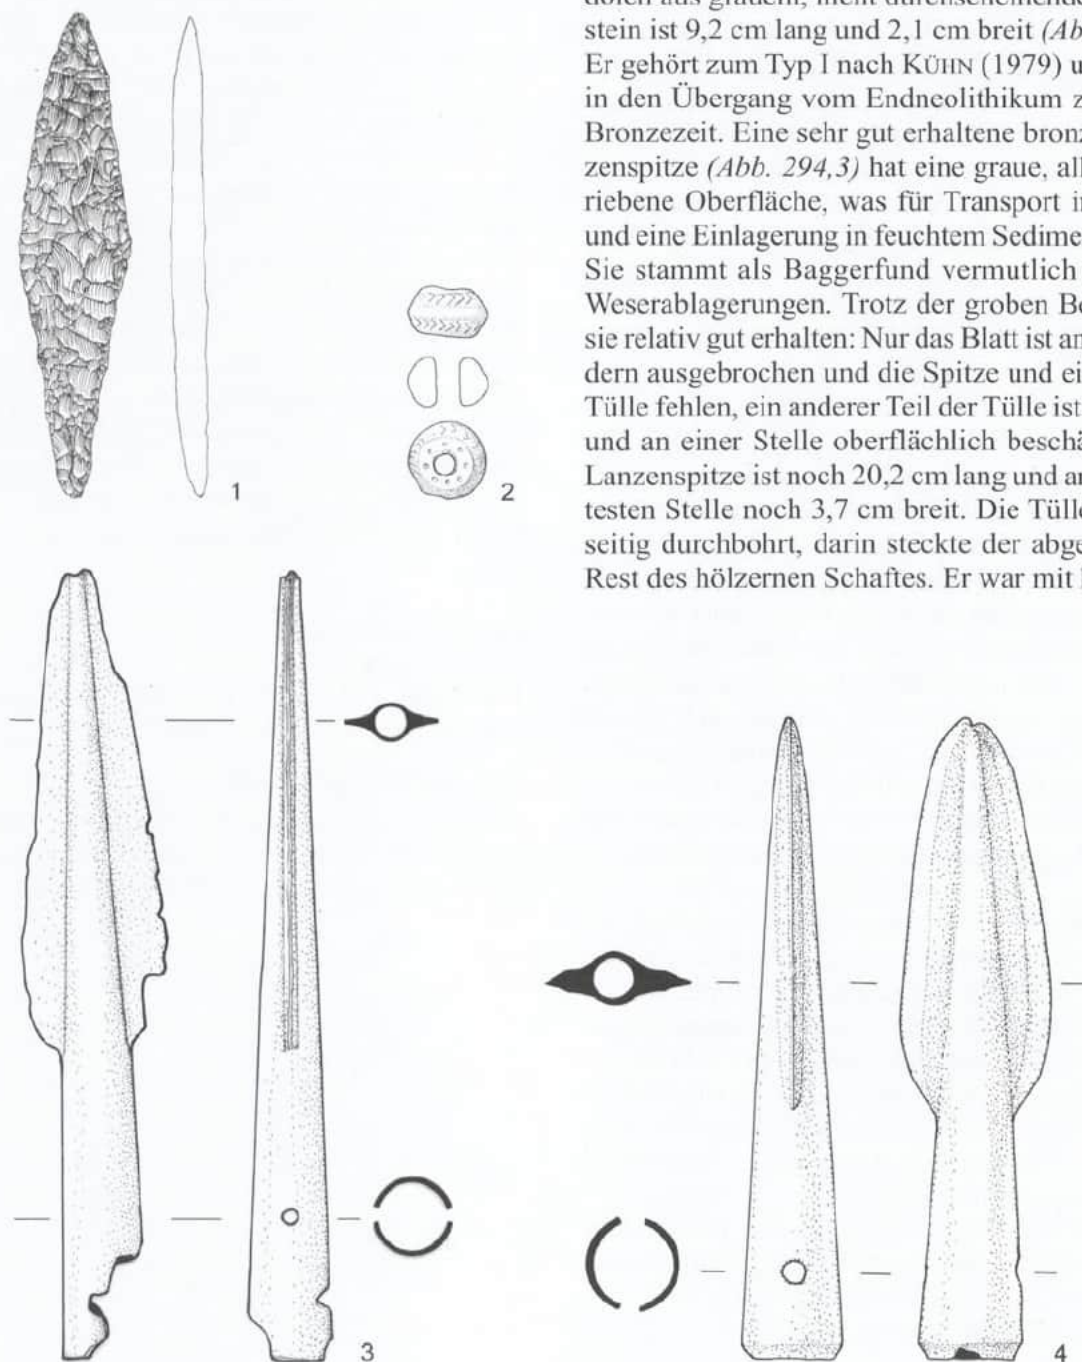 stein ist 9,2 cm lang und 2,1 cm breit (Ab
Er gehört zum Typ I nach KÜHN (1979) u
in den Übergang vom Endneolithikum z
Bronzezeit. Eine sehr gut erhaltene bronz
zenspitze (Abb. 294,3) hat eine graue, all
riebene Oberfläche, was für Transport i
und eine Einlagerung in feuchtem Sedime
Sie stammt als Baggerfund vermutlich
Weserablagerungen. Trotz der groben Be
sie relativ gut erhalten: Nur das Blatt ist an
dern ausgebrochen und die Spitze und ei
Tülle fehlen, ein anderer Teil der Tülle ist
und an einer Stelle oberflächlich beschä
Lanzenspitze ist noch 20,2 cm lang und an
testen Stelle noch 3,7 cm breit. Die Tülle
seitig durchbohrt, darin steckte der abge
Rest des hölzernen Schaftes. Er war mit
1
2
3
4